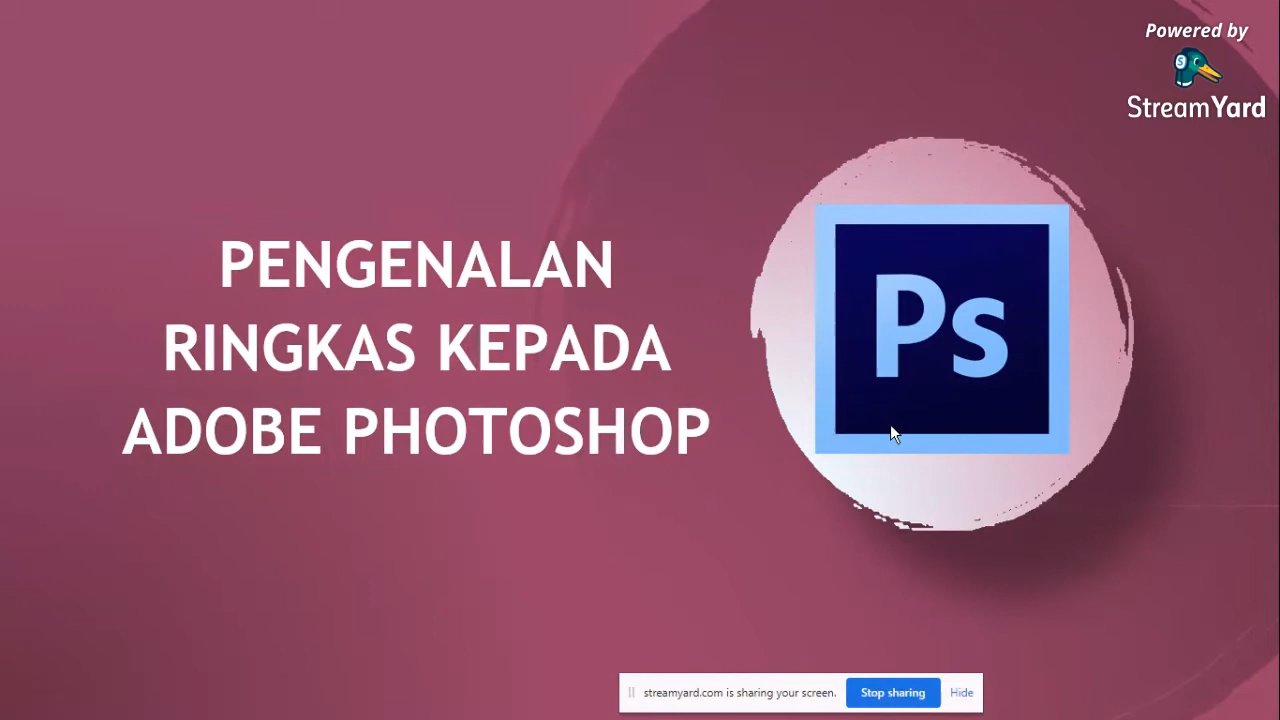 Powered by
StreamYard
PENGENALAN
RINGKAS KEPADA
ADOBE PHOTOSHOP
Ps
streamyard.com is sharing your screen. Stop sharing Hide